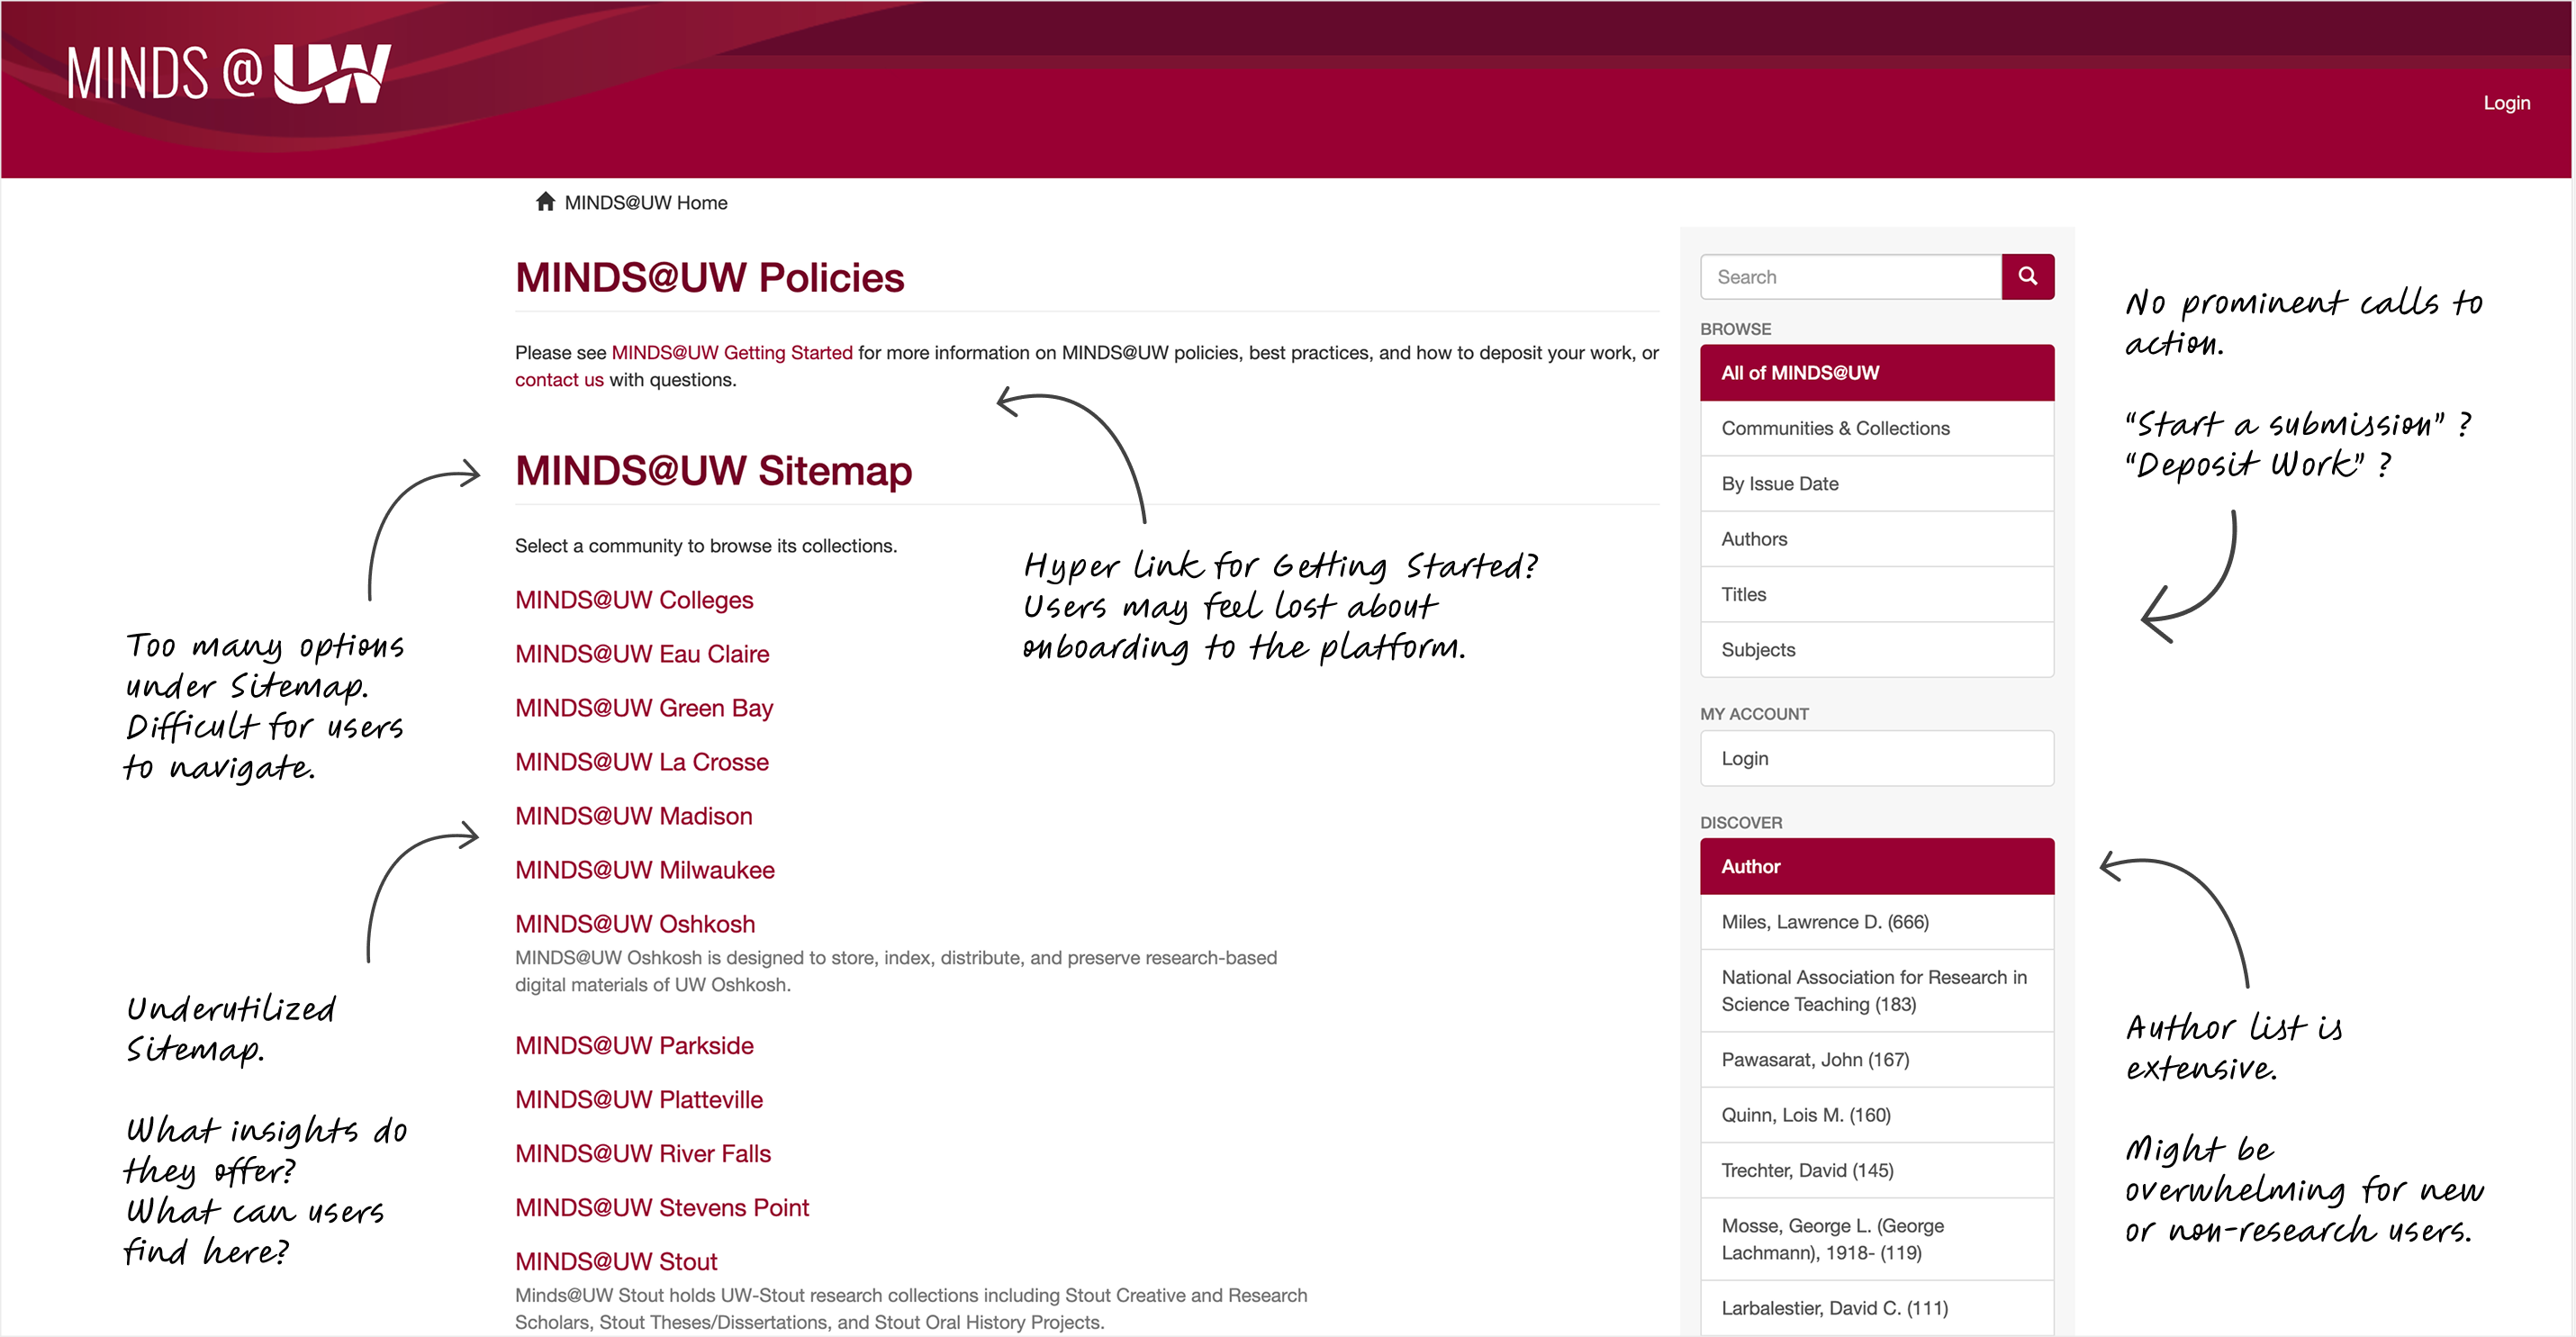 MINDS@UW
Login
MINDS@UW Home
MINDS@UW Policies
Please see MINDS@UW Getting Started for more information on MINDS@UW policies, best practices, and how to deposit your work, or
contact us with questions.
MINDS@UW Sitemap
Select a community to browse its collections.
MINDS@UW Colleges
MINDS@UW Eau Claire
MINDS@UW Green Bay
MINDS@UW La Crosse
MINDS@UW Madison
MINDS@UW Milwaukee
MINDS@UW Oshkosh
MINDS@UW Oshkosh is designed to store, index, distribute, and preserve research-based
digital materials of UW Oshkosh.
MINDS@UW Parkside
MINDS@UW Platteville
MINDS@UW River Falls
MINDS@UW Stevens Point
MINDS@UW Stout
Minds@UW Stout holds UW-Stout research collections including Stout Creative and Research
Scholars, Stout Theses/Dissertations, and Stout Oral History Projects.
Too many options
under Sitemap.
Difficult for users
to navigate.
Underutilized
Sitemap.
What insights do
they offer?
What can users
find here?
Hyper link for Getting Started?
Users may feel lost about
onboarding to the platform.
Search
BROWSE
All of MINDS@UW
Communities & Collections
By Issue Date
Authors
Titles
Subjects
MY ACCOUNT
Login
DISCOVER
Author
Miles, Lawrence D. (666)
National Association for Research in
Science Teaching (183)
Pawasarat, John (167)
Quinn, Lois M. (160)
Trechter, David (145)
Mosse, George L. (George
Lachmann), 1918- (119)
Larbalestier, David C. (111)
No prominent calls to
action.
“Start a submission” ?
“Deposit Work” ?
Author list is
extensive.
Might be
overwhelming for new
or non-research users.